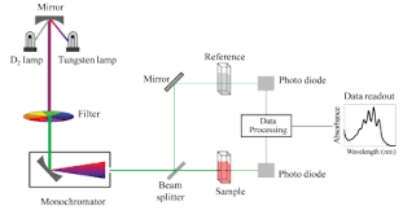 Mirror
D₂ lamp
Tungsten lamp
Filter
Monochromator
Mirror
Beam
splitter
Reference
Sample
Photo diode
Data
Processing
Photo diode
Data readout
Absorbance
Wavelength (nm)